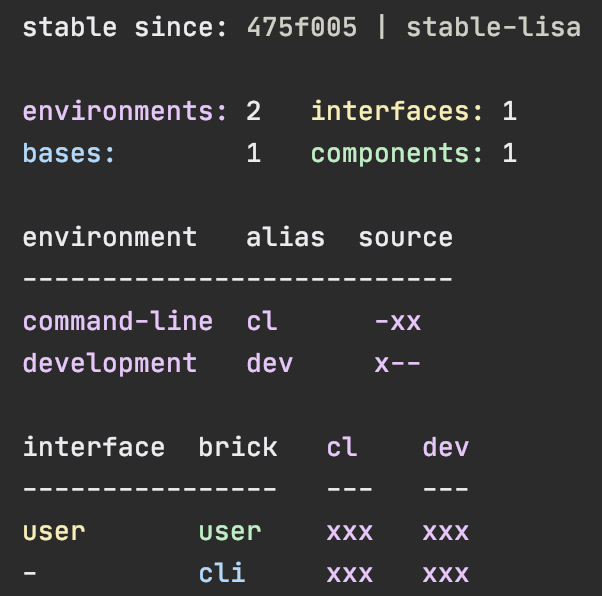 stable since: 475f005 | stable-lisa
environments: 2   interfaces: 1
bases:        1   components: 1
environment   alias  source
---------------------------
command-line  cl      -xx
development   dev     x--
interface  brick   cl    dev
----------------   ---   ---
user       user    xxx   xxx
-          cli     xxx   xxx